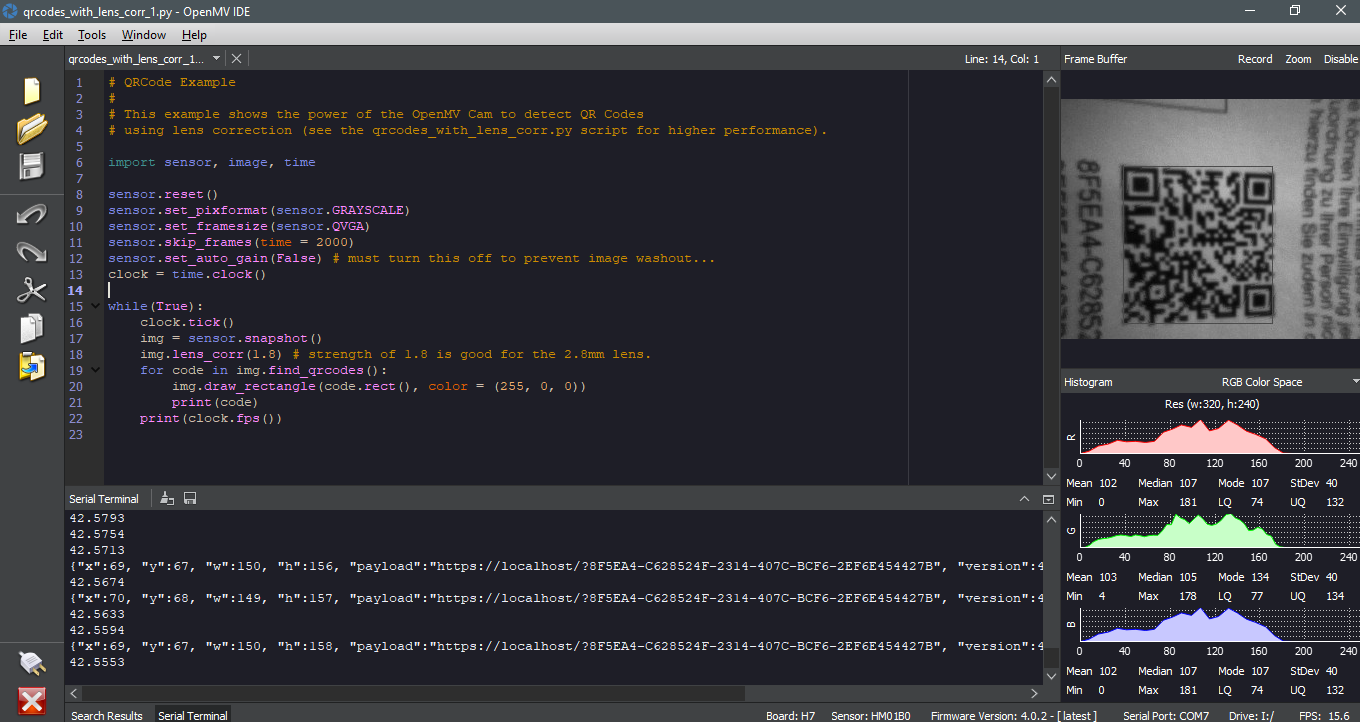 qrcodes_with_lens_corr_1.py - OpenMV IDE
File Edit Tools Window Help
qrcodes_with_lens_corr_1... Line: 14, Col: 1
1 # QRCode Example
2 #
3 # This example shows the power of the OpenMV Cam to detect QR Codes
4 # using lens correction (see the qrcodes_with_lens_corr.py script for higher performance).
5
6 import sensor, image, time
7
8 sensor.reset()
9 sensor.set_pixformat(sensor.GRAYSCALE)
10 sensor.set_framesize(sensor.QVGA)
11 sensor.skip_frames(time = 2000)
12 sensor.set_auto_gain(False) # must turn this off to prevent image washout...
13 clock = time.clock()
14
15 while(True):
16 clock.tick()
17 img = sensor.snapshot()
18 img.lens_corr(1.8) # strength of 1.8 is good for the 2.8mm lens.
19 for code in img.find_qrcodes():
20 img.draw_rectangle(code.rect(), color = (255, 0, 0))
21 print(code)
22 print(clock.fps())
23
Serial Terminal
42.5793
42.5754
42.5713
{"x":69, "y":67, "w":150, "h":156, "payload":"https://localhost/?8F5EA4-C628524F-2314-407C-BCF6-2EF6E454427B", "version":4
42.5674
{"x":70, "y":68, "w":149, "h":157, "payload":"https://localhost/?8F5EA4-C628524F-2314-407C-BCF6-2EF6E454427B", "version":4
42.5633
42.5594
{"x":69, "y":67, "w":150, "h":158, "payload":"https://localhost/?8F5EA4-C628524F-2314-407C-BCF6-2EF6E454427B", "version":4
42.5553
Frame Buffer Record Zoom Disable
8F5EA4-C62852
können Ihre Einwilligung
zu Ihrer Person
hierzu finden Sie zudem in
Histogram RGB Color Space
Res (w:320, h:240)
R
0 40 80 120 160 200 240
Mean 102 Median 107 Mode 107 StDev 40
Min 0 Max 181 LQ 74 UQ 132
G
0 40 80 120 160 200 240
Mean 103 Median 105 Mode 134 StDev 40
Min 4 Max 178 LQ 77 UQ 134
B
0 40 80 120 160 200 240
Mean 102 Median 107 Mode 107 StDev 40
Min 0 Max 181 LQ 74 UQ 132
Search Results Serial Terminal Board: H7 Sensor: HM01B0 Firmware Version: 4.0.2 - [ latest ] Serial Port: COM7 Drive: I:/ FPS: 15.6